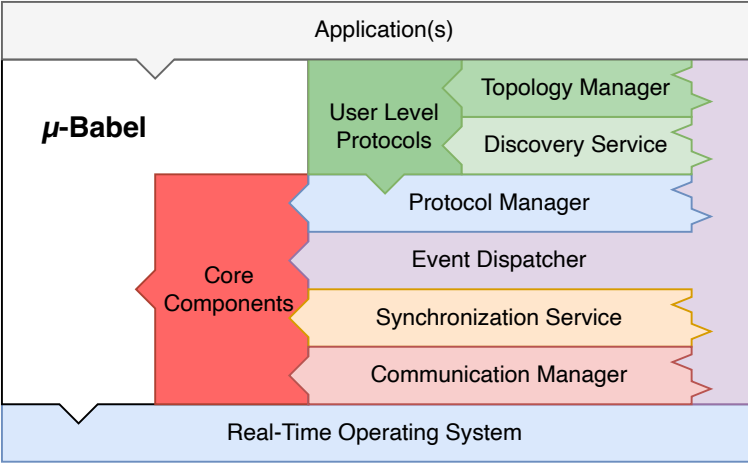 Application(s)
μ-Babel
User Level
Protocols
Topology Manager
Discovery Service
Protocol Manager
Core
Components
Event Dispatcher
Synchronization Service
Communication Manager
Real-Time Operating System